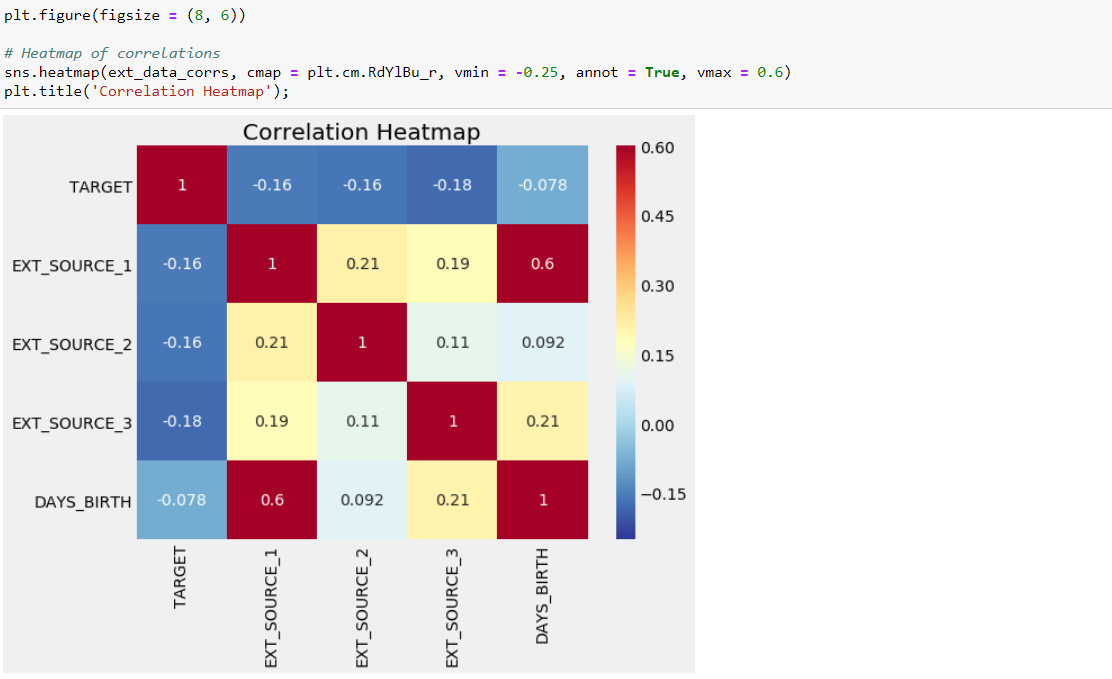 plt.figure(figsize = (8, 6))
# Heatmap of correlations
sns.heatmap(ext_data_corrs, cmap = plt.cm.RdYlBu_r, vmin = -0.25, annot = True, vmax = 0.6)
plt.title('Correlation Heatmap');
Correlation Heatmap
TARGET 1 -0.16 -0.16 -0.18 -0.078
EXT_SOURCE_1 -0.16 1 0.21 0.19 0.6
EXT_SOURCE_2 -0.16 0.21 1 0.11 0.092
EXT_SOURCE_3 -0.18 0.19 0.11 1 0.21
DAYS_BIRTH -0.078 0.6 0.092 0.21 1
TARGET
EXT_SOURCE_1
EXT_SOURCE_2
EXT_SOURCE_3
DAYS_BIRTH
0.60
0.45
0.30
0.15
0.00
−0.15